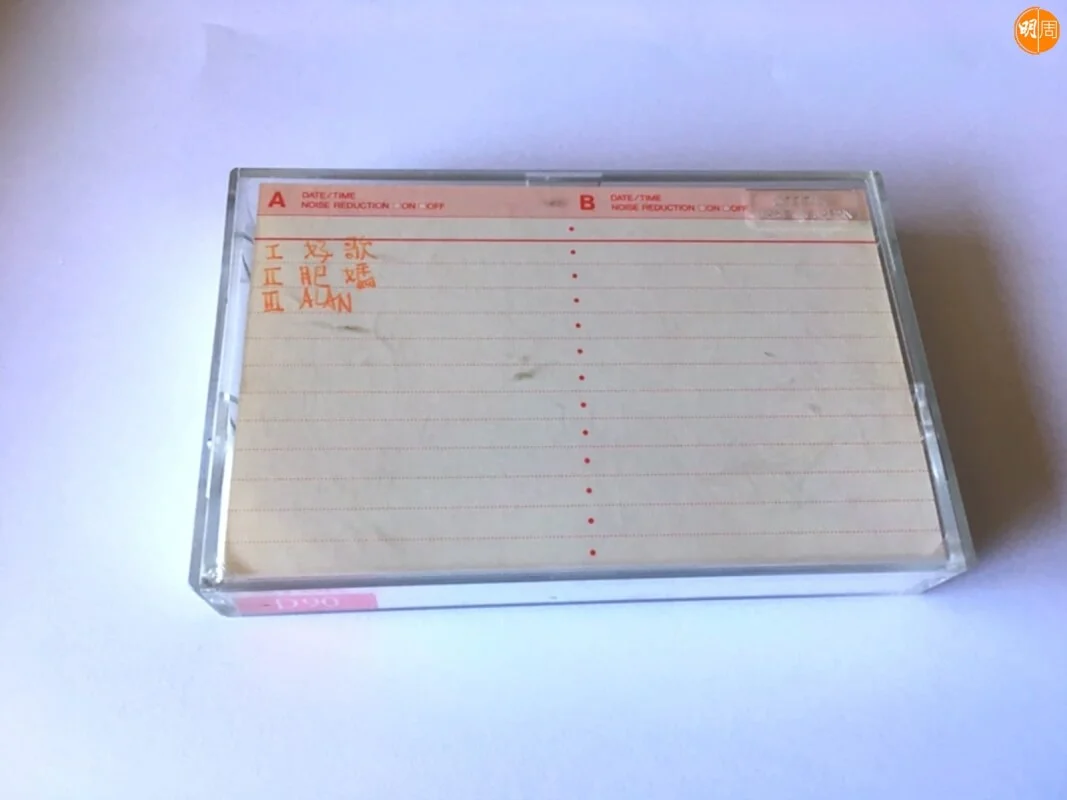 明周
A DATE/TIME
NOISE REDUCTION ○ON ○OFF
B DATE/TIME
NOISE REDUCTION ○ON ○OFF
I 好歌
II 肥媽
III ALAN
D90